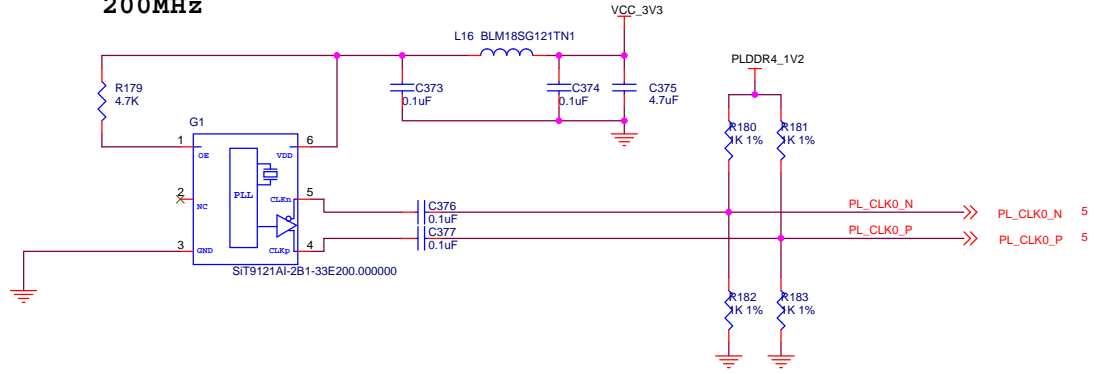 200MHz
VCC_3V3
L16 BLM18SG121TN1
PLDDR4_1V2
R179
4.7K
C373
0.1uF
C374
0.1uF
C375
4.7uF
G1
R180
1K 1%
R181
1K 1%
1
OE
6
VDD
2
NC
PLL
5
CLKn
C376
0.1uF
PL_CLK0_N
PL_CLK0_N 5
3
GND
4
CLKp
C377
0.1uF
PL_CLK0_P
PL_CLK0_P 5
SiT9121AI-2B1-33E200.000000
R182
1K 1%
R183
1K 1%